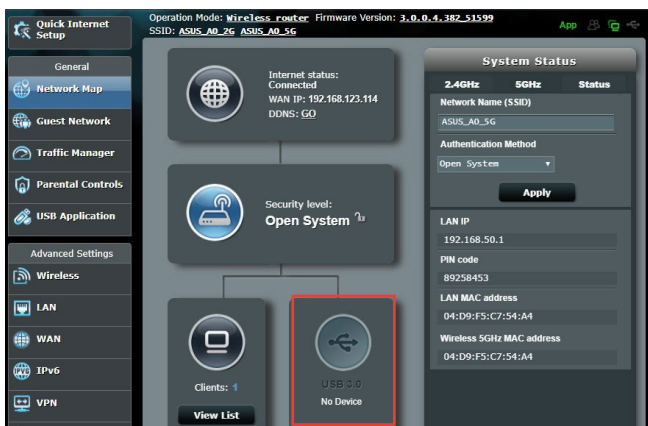 Quick Internet
Setup
Operation Mode: Wireless router Firmware Version: 3.0.0.4.382_51599
SSID: ASUS_A0_2G ASUS_A0_5G
App
General
Network Map
Guest Network
Traffic Manager
Parental Controls
USB Application
Advanced Settings
Wireless
LAN
WAN
IPv6
VPN
Internet status:
Connected
WAN IP: 192.168.123.114
DDNS: GO
Security level:
Open System
Clients: 1
View List
USB 3.0
No Device
System Status
2.4GHz 5GHz Status
Network Name (SSID)
ASUS_A0_5G
Authentication Method
Open System
Apply
LAN IP
192.168.50.1
PIN code
89258453
LAN MAC address
04:D9:F5:C7:54:A4
Wireless 5GHz MAC address
04:D9:F5:C7:54:A4